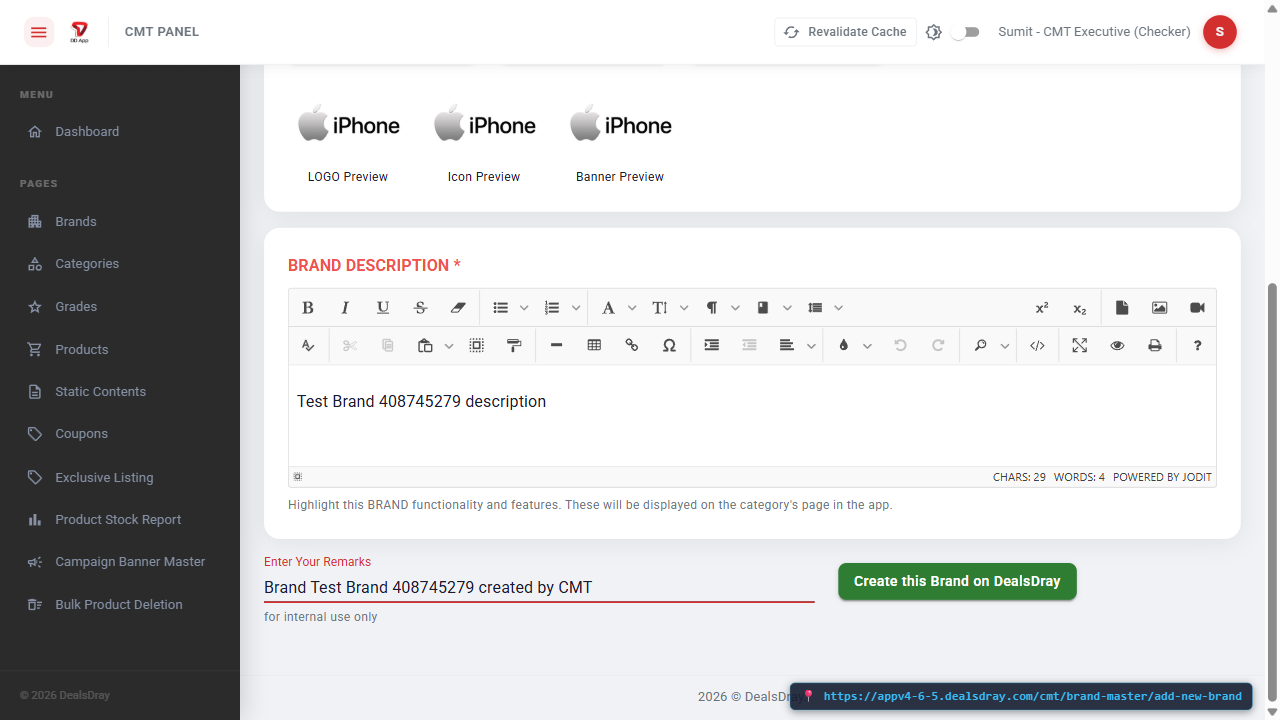 DD App
CMT PANEL
Revalidate Cache
Sumit - CMT Executive (Checker)
S
MENU
Dashboard
PAGES
Brands
Categories
Grades
Products
Static Contents
Coupons
Exclusive Listing
Product Stock Report
Campaign Banner Master
Bulk Product Deletion
© 2026 DealsDray
iPhone iPhone iPhone
LOGO Preview Icon Preview Banner Preview
BRAND DESCRIPTION *
Test Brand 408745279 description
CHARS: 29 WORDS: 4 POWERED BY JODIT
Highlight this BRAND functionality and features. These will be displayed on the category's page in the app.
Enter Your Remarks
Brand Test Brand 408745279 created by CMT
Create this Brand on DealsDray
for internal use only
2026 © DealsDray
https://appv4-6-5.dealsdray.com/cmt/brand-master/add-new-brand